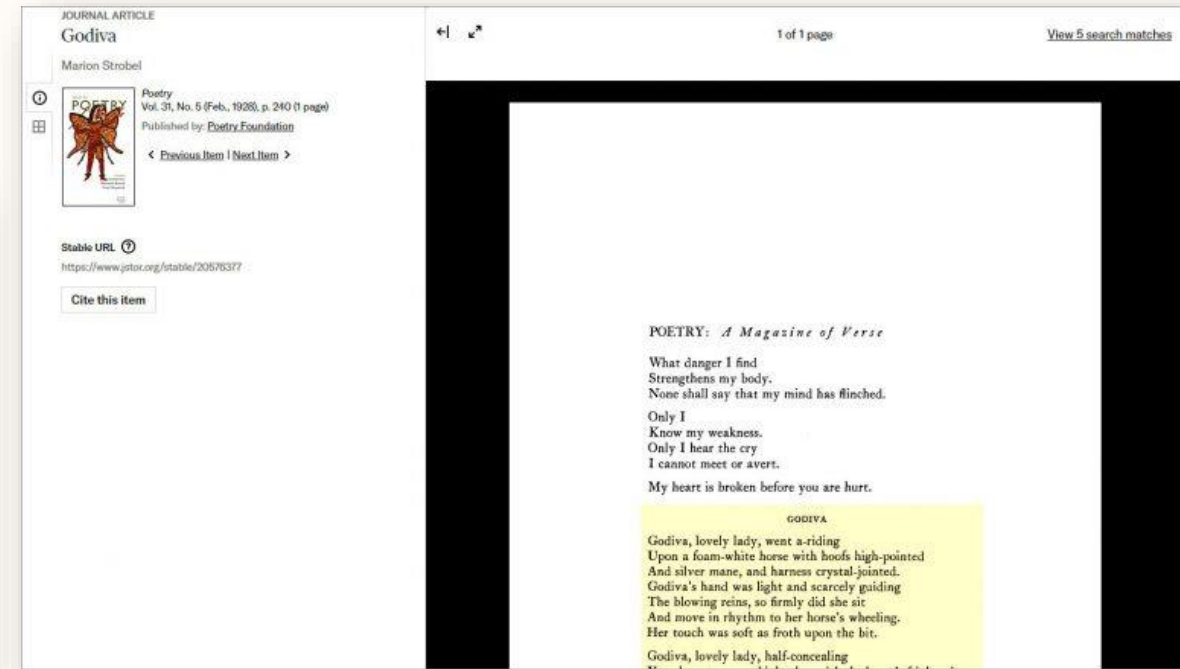 JOURNAL ARTICLE
Godiva
Marion Strobel
POETRY
Poetry
Vol. 31, No. 5 (Feb., 1928), p. 240 (1 page)
Published by: Poetry Foundation
< Previous Item | Next Item >
Stable URL
https://www.jstor.org/stable/20576377
Cite this item
1 of 1 page
View 5 search matches
POETRY: A Magazine of Verse
What danger I find
Strengthens my body.
None shall say that my mind has flinched.
Only I
Know my weakness.
Only I hear the cry
I cannot meet or avert.
My heart is broken before you are hurt.
GODIVA
Godiva, lovely lady, went a-riding
Upon a foam-white horse with hoofs high-pointed
And silver mane, and harness crystal-jointed.
Godiva's hand was light and scarcely guiding
The blowing reins, so firmly did she sit
And move in rhythm to her horse's wheeling.
Her touch was soft as froth upon the bit.
Godiva, lovely lady, half-concealing